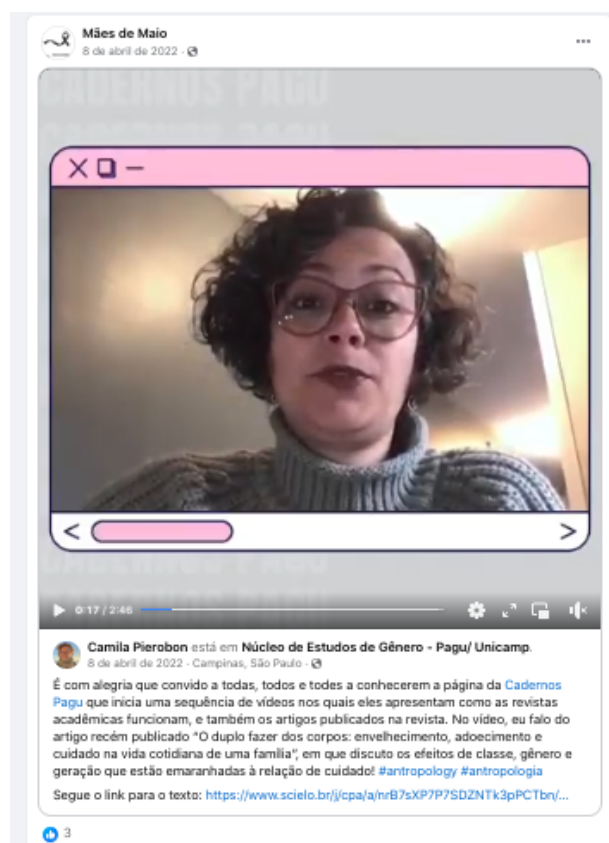 Mães de Maio
8 de abril de 2022 ·
CADERNOS PAGU
0:17 / 2:46
Camila Pierobon está em Núcleo de Estudos de Gênero - Pagu/ Unicamp.
8 de abril de 2022 · Campinas, São Paulo ·
É com alegria que convido a todas, todos e todes a conhecerem a página da Cadernos
Pagu que inicia uma sequência de vídeos nos quais eles apresentam como as revistas
acadêmicas funcionam, e também os artigos publicados na revista. No vídeo, eu falo do
artigo recém publicado "O duplo fazer dos corpos: envelhecimento, adoecimento e
cuidado na vida cotidiana de uma família", em que discuto os efeitos de classe, gênero e
geração que estão emaranhadas à relação de cuidado! #antropology #antropologia
Segue o link para o texto: https://www.scielo.br/j/cpa/a/nrB7sXP7P7SDZNTk3pPCTbn/...
3